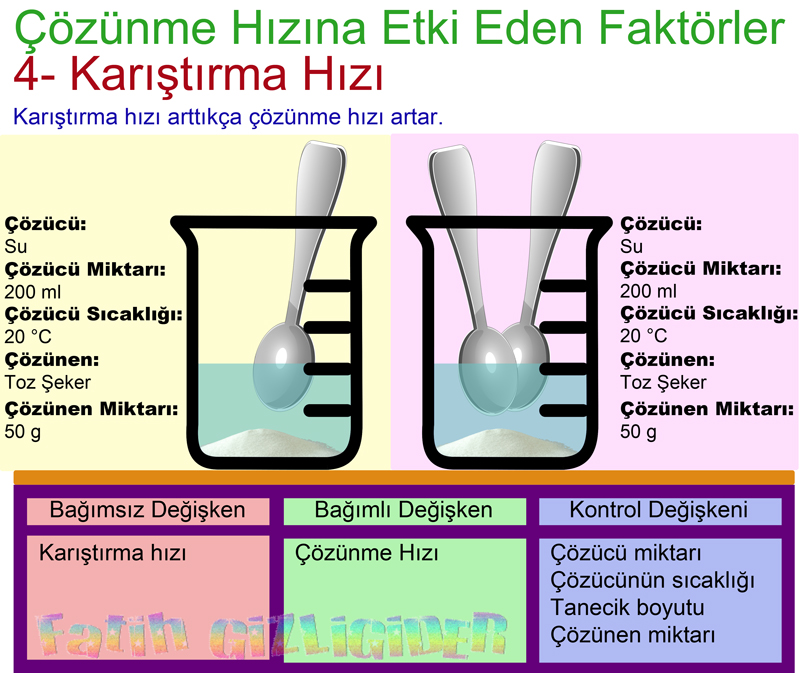 Çözünme Hızına Etki Eden Faktörler
4- Karıştırma Hızı
Karıştırma hızı arttıkça çözünme hızı artar.
Çözücü:
Su
Çözücü Miktarı:
200 ml
Çözücü Sıcaklığı:
20 °C
Çözünen:
Toz Şeker
Çözünen Miktarı:
50 g
Çözücü:
Su
Çözücü Miktarı:
200 ml
Çözücü Sıcaklığı:
20 °C
Çözünen:
Toz Şeker
Çözünen Miktarı:
50 g
Bağımsız Değişken
Karıştırma hızı
Bağımlı Değişken
Çözünme Hızı
Kontrol Değişkeni
Çözücü miktarı
Çözücünün sıcaklığı
Tanecik boyutu
Çözünen miktarı
Fatih GİZLİGİDER